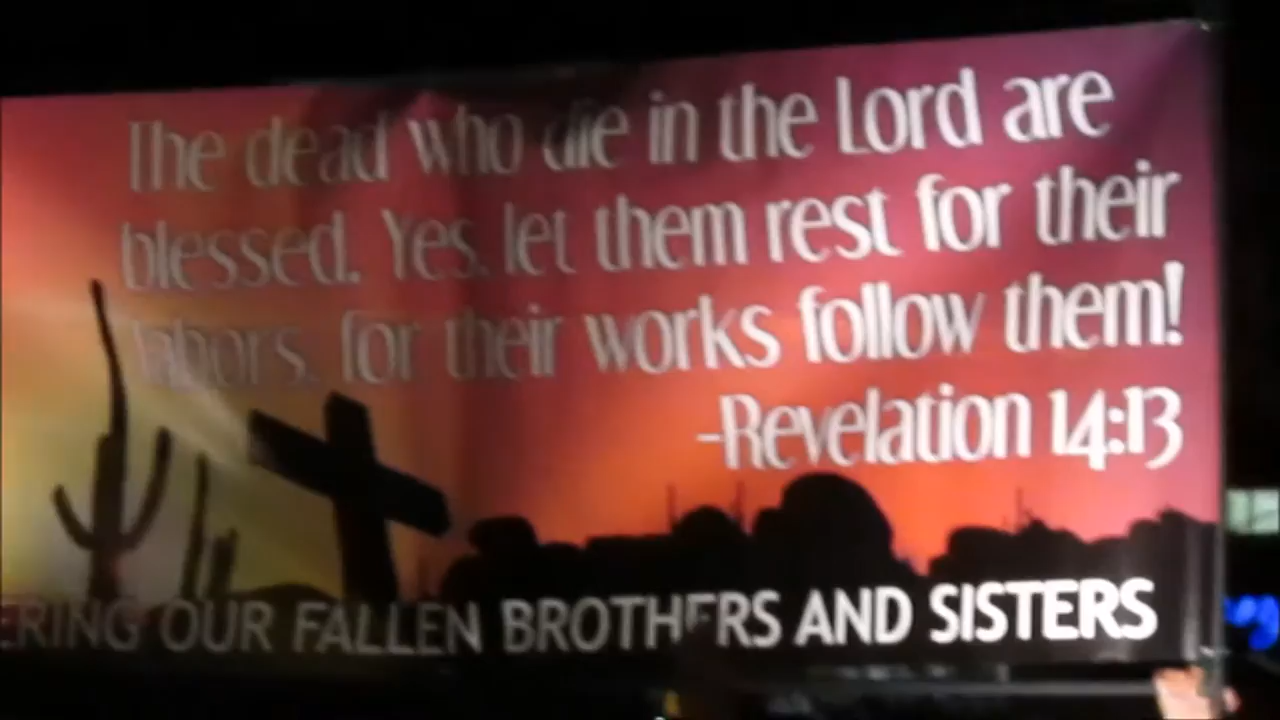 The dead who die in the Lord are
blessed. Yes, let them rest for their
labors, for their works follow them!
-Revelation 14:13
ERING OUR FALLEN BROTHERS AND SISTERS